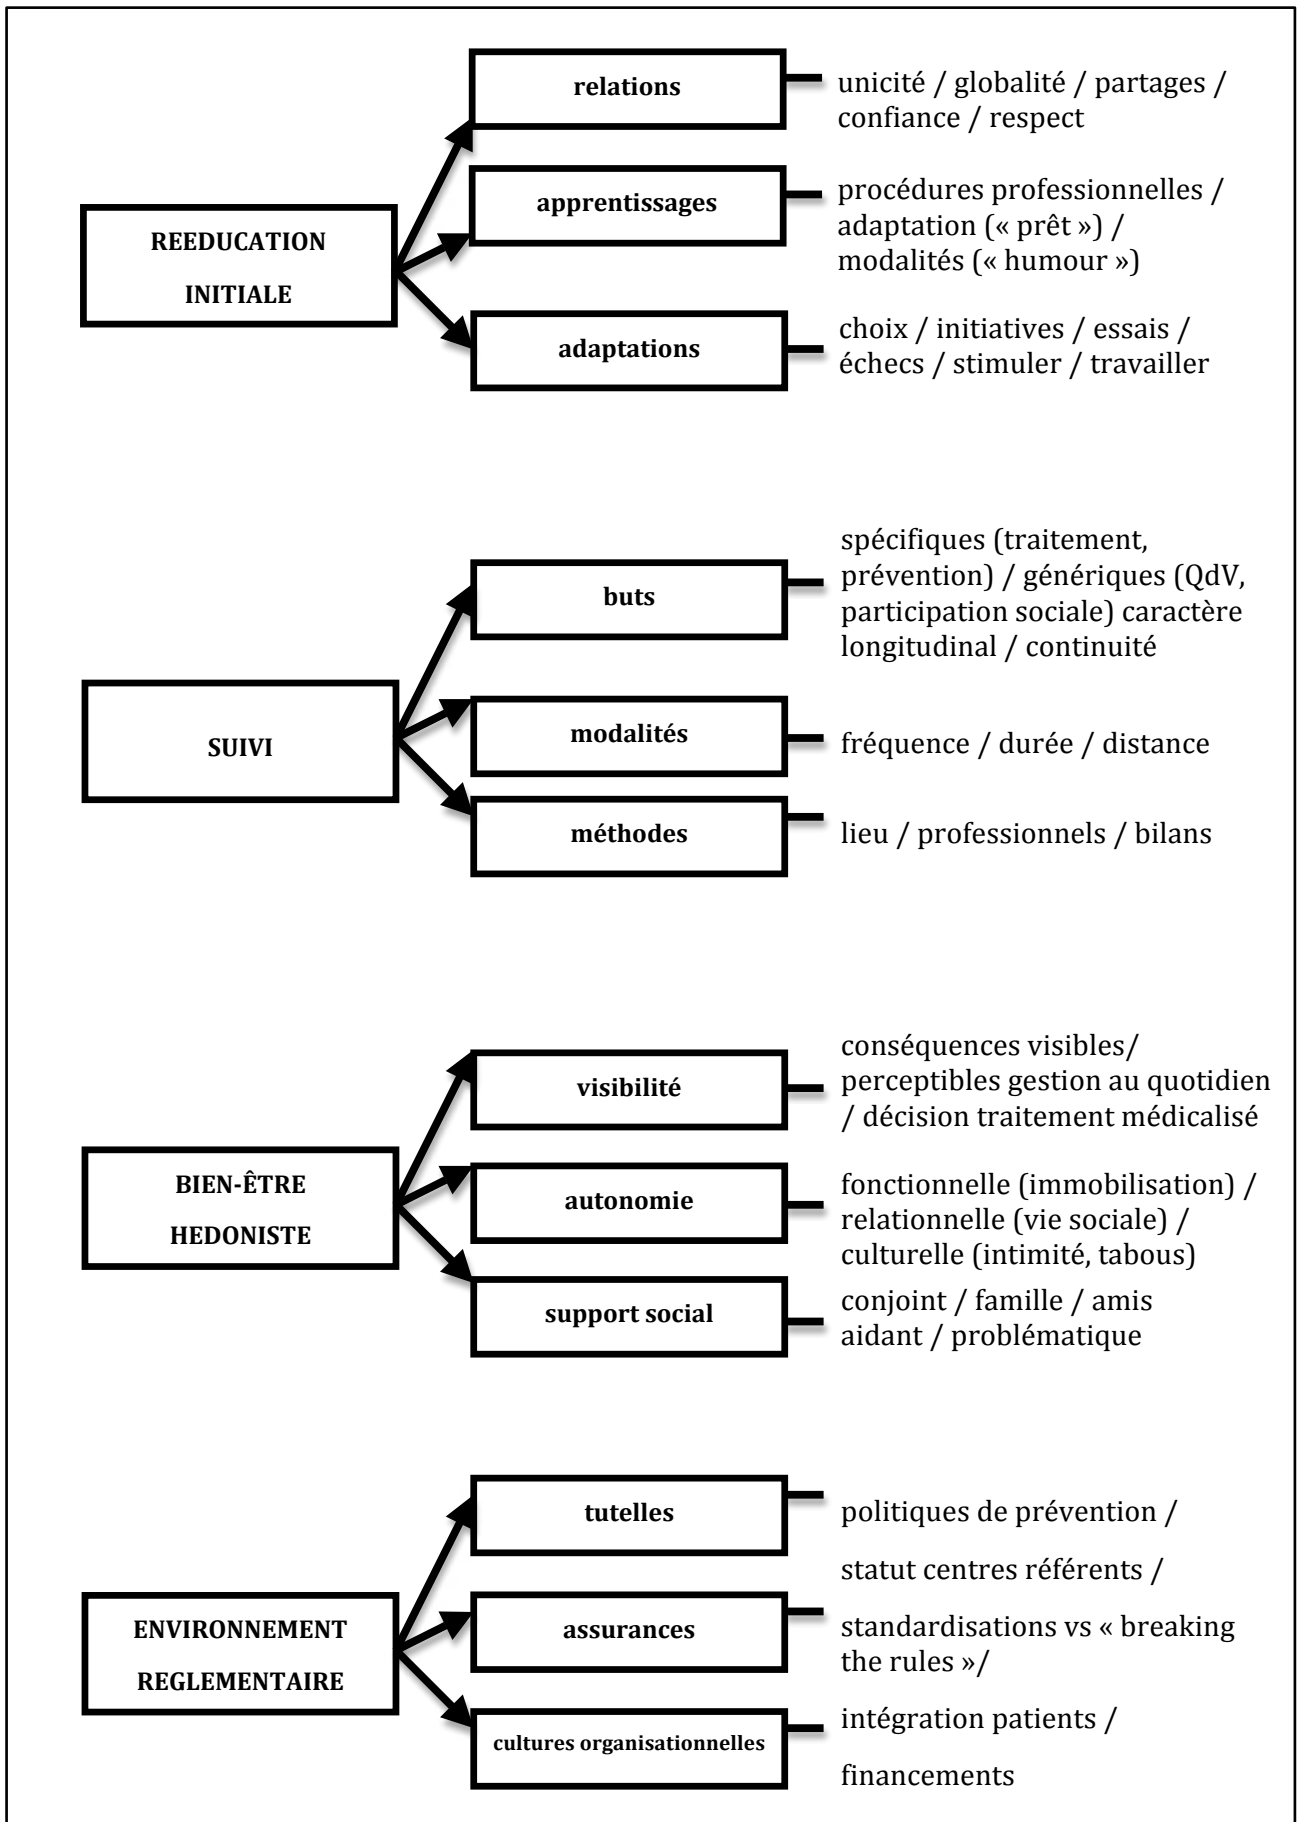 relations
unicité / globalité / partages /
confiance / respect
REEDUCATION
INITIALE
apprentissages
procédures professionnelles /
adaptation (« prêt ») /
modalités (« humour »)
adaptations
choix / initiatives / essais /
échecs / stimuler / travailler
SUIVI
buts
spécifiques (traitement,
prévention) / génériques (QdV,
participation sociale) caractère
longitudinal / continuité
modalités
fréquence / durée / distance
méthodes
lieu / professionnels / bilans
BIEN-ÊTRE
HEDONISTE
visibilité
conséquences visibles/
perceptibles gestion au quotidien
/ décision traitement médicalisé
autonomie
fonctionnelle (immobilisation) /
relationnelle (vie sociale) /
culturelle (intimité, tabous)
support social
conjoint / famille / amis
aidant / problématique
ENVIRONNEMENT
REGLEMENTAIRE
tutelles
politiques de prévention /
statut centres référents /
assurances
standardisations vs « breaking
the rules »/
cultures organisationnelles
intégration patients /
financements